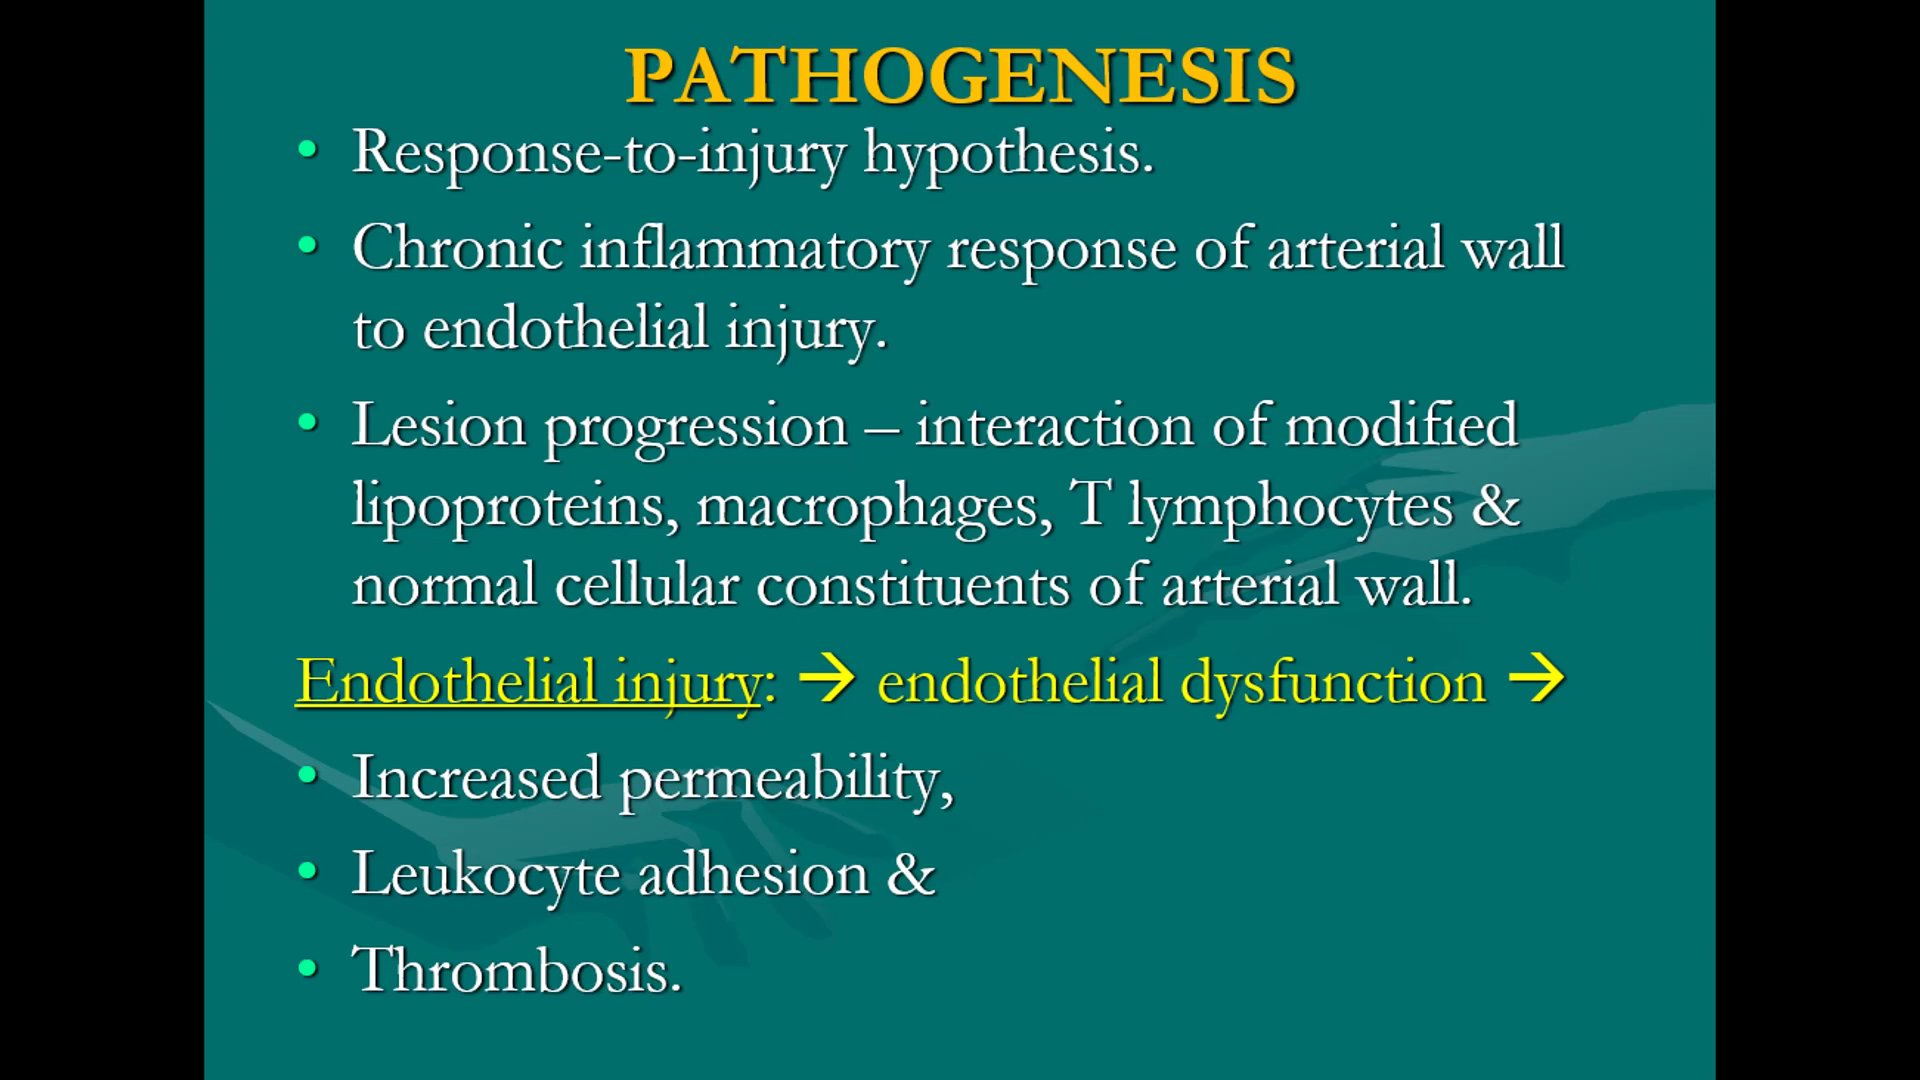 PATHOGENESIS
• Response-to-injury hypothesis.
• Chronic inflammatory response of arterial wall
to endothelial injury.
• Lesion progression – interaction of modified
lipoproteins, macrophages, T lymphocytes &
normal cellular constituents of arterial wall.
Endothelial injury: → endothelial dysfunction →
• Increased permeability,
• Leukocyte adhesion &
• Thrombosis.